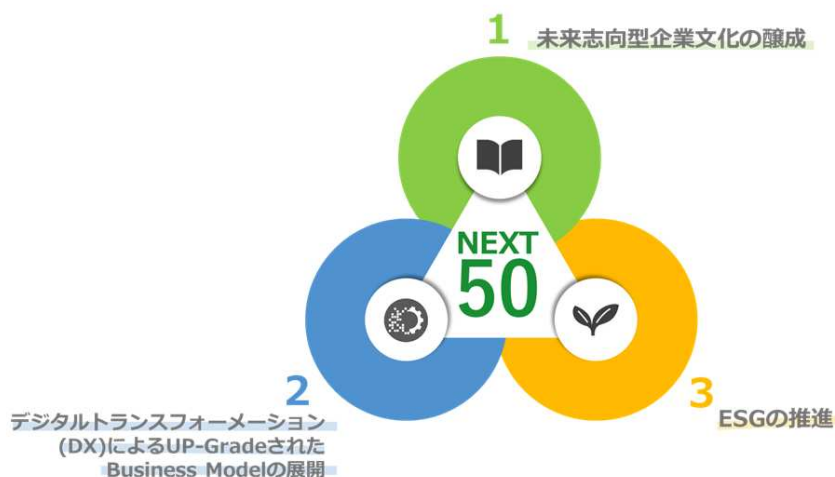 1
未来志向型企業文化の醸成
NEXT
50
2
デジタルトランスフォーメーション
(DX)によるUP-Gradeされた
Business Modelの展開
3
ESGの推進